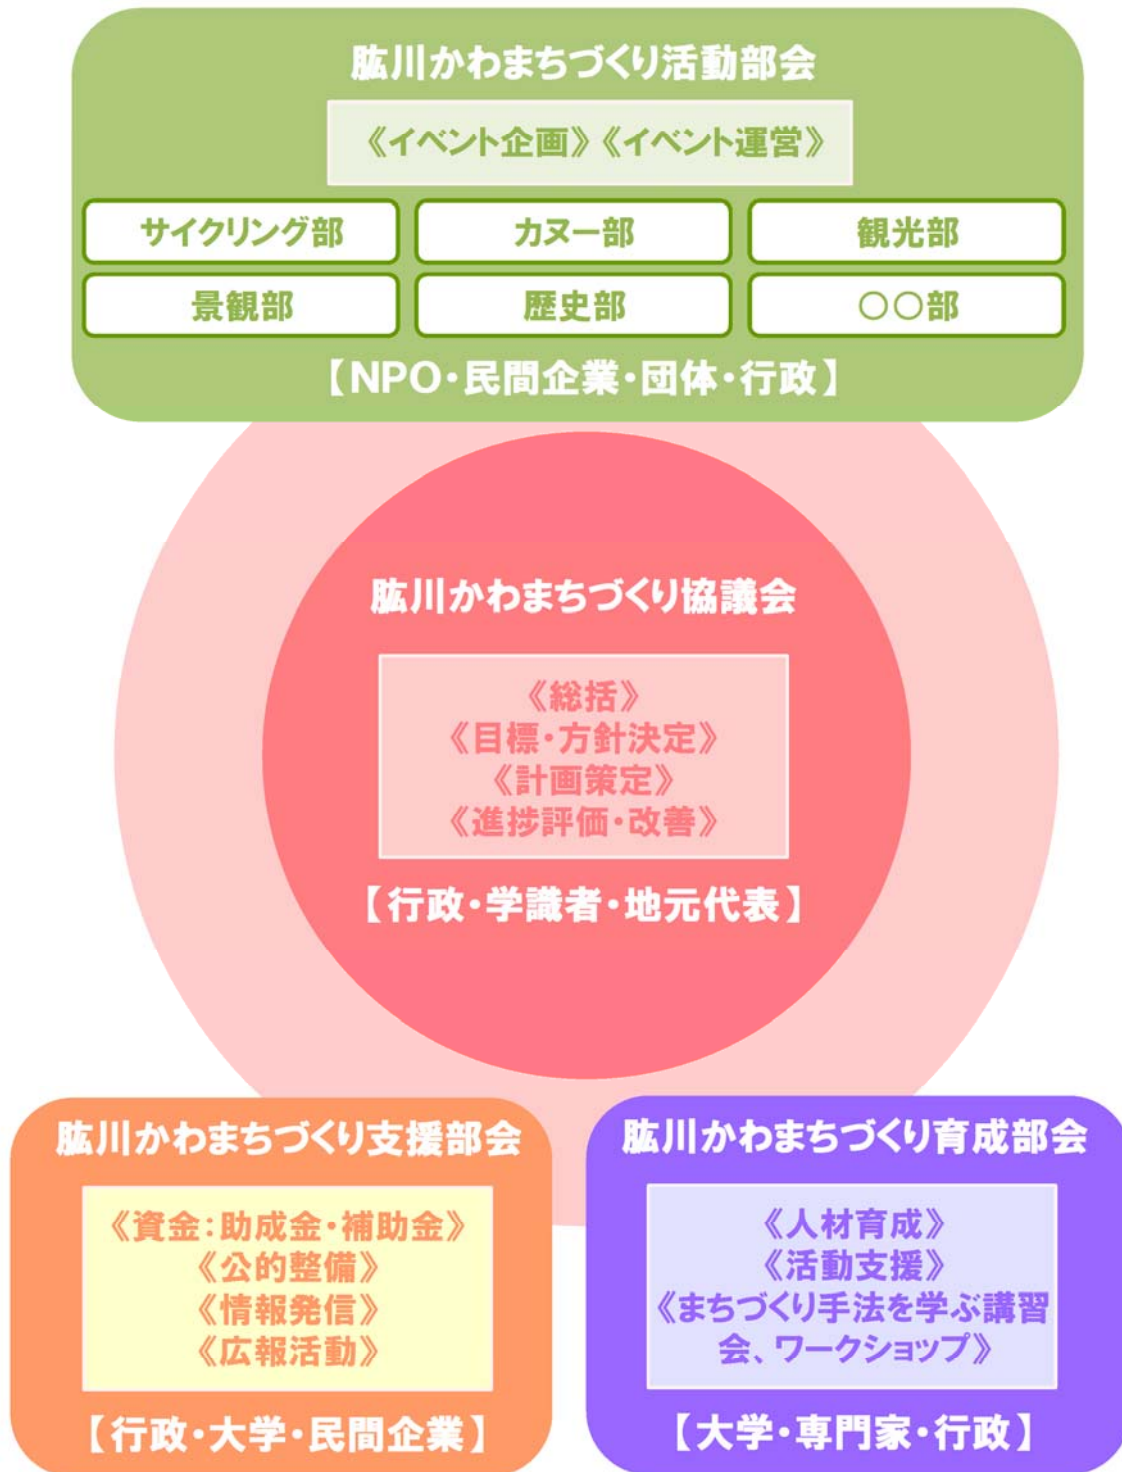 肱川かわまちづくり活動部会
《イベント企画》《イベント運営》
サイクリング部
カヌー部
観光部
景観部
歴史部
○○部
【NPO・民間企業・団体・行政】
肱川かわまちづくり協議会
《総括》
《目標・方針決定》
《計画策定》
《進捗評価・改善》
【行政・学識者・地元代表】
肱川かわまちづくり支援部会
《資金：助成金・補助金》
《公的整備》
《情報発信》
《広報活動》
【行政・大学・民間企業】
肱川かわまちづくり育成部会
《人材育成》
《活動支援》
《まちづくり手法を学ぶ講習
会、ワークショップ》
【大学・専門家・行政】